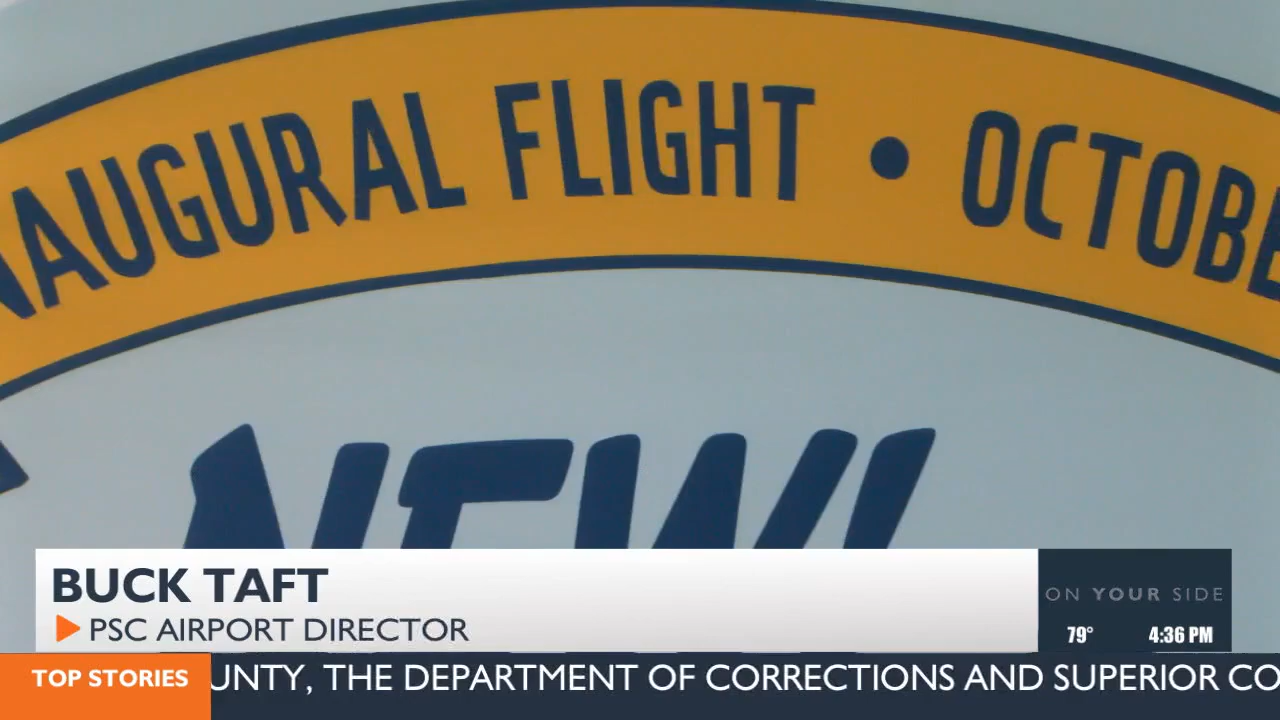 NAUGURAL FLIGHT • OCTOBE
NEW!
BUCK TAFT
PSC AIRPORT DIRECTOR
ON YOUR SIDE
79° 4:36 PM
TOP STORIES UNTY, THE DEPARTMENT OF CORRECTIONS AND SUPERIOR CO